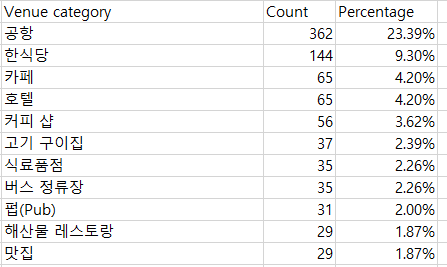 Venue category Count Percentage
공항 362 23.39%
한식당 144 9.30%
카페 65 4.20%
호텔 65 4.20%
커피 샵 56 3.62%
고기 구이집 37 2.39%
식료품점 35 2.26%
버스 정류장 35 2.26%
펍(Pub) 31 2.00%
해산물 레스토랑 29 1.87%
맛집 29 1.87%